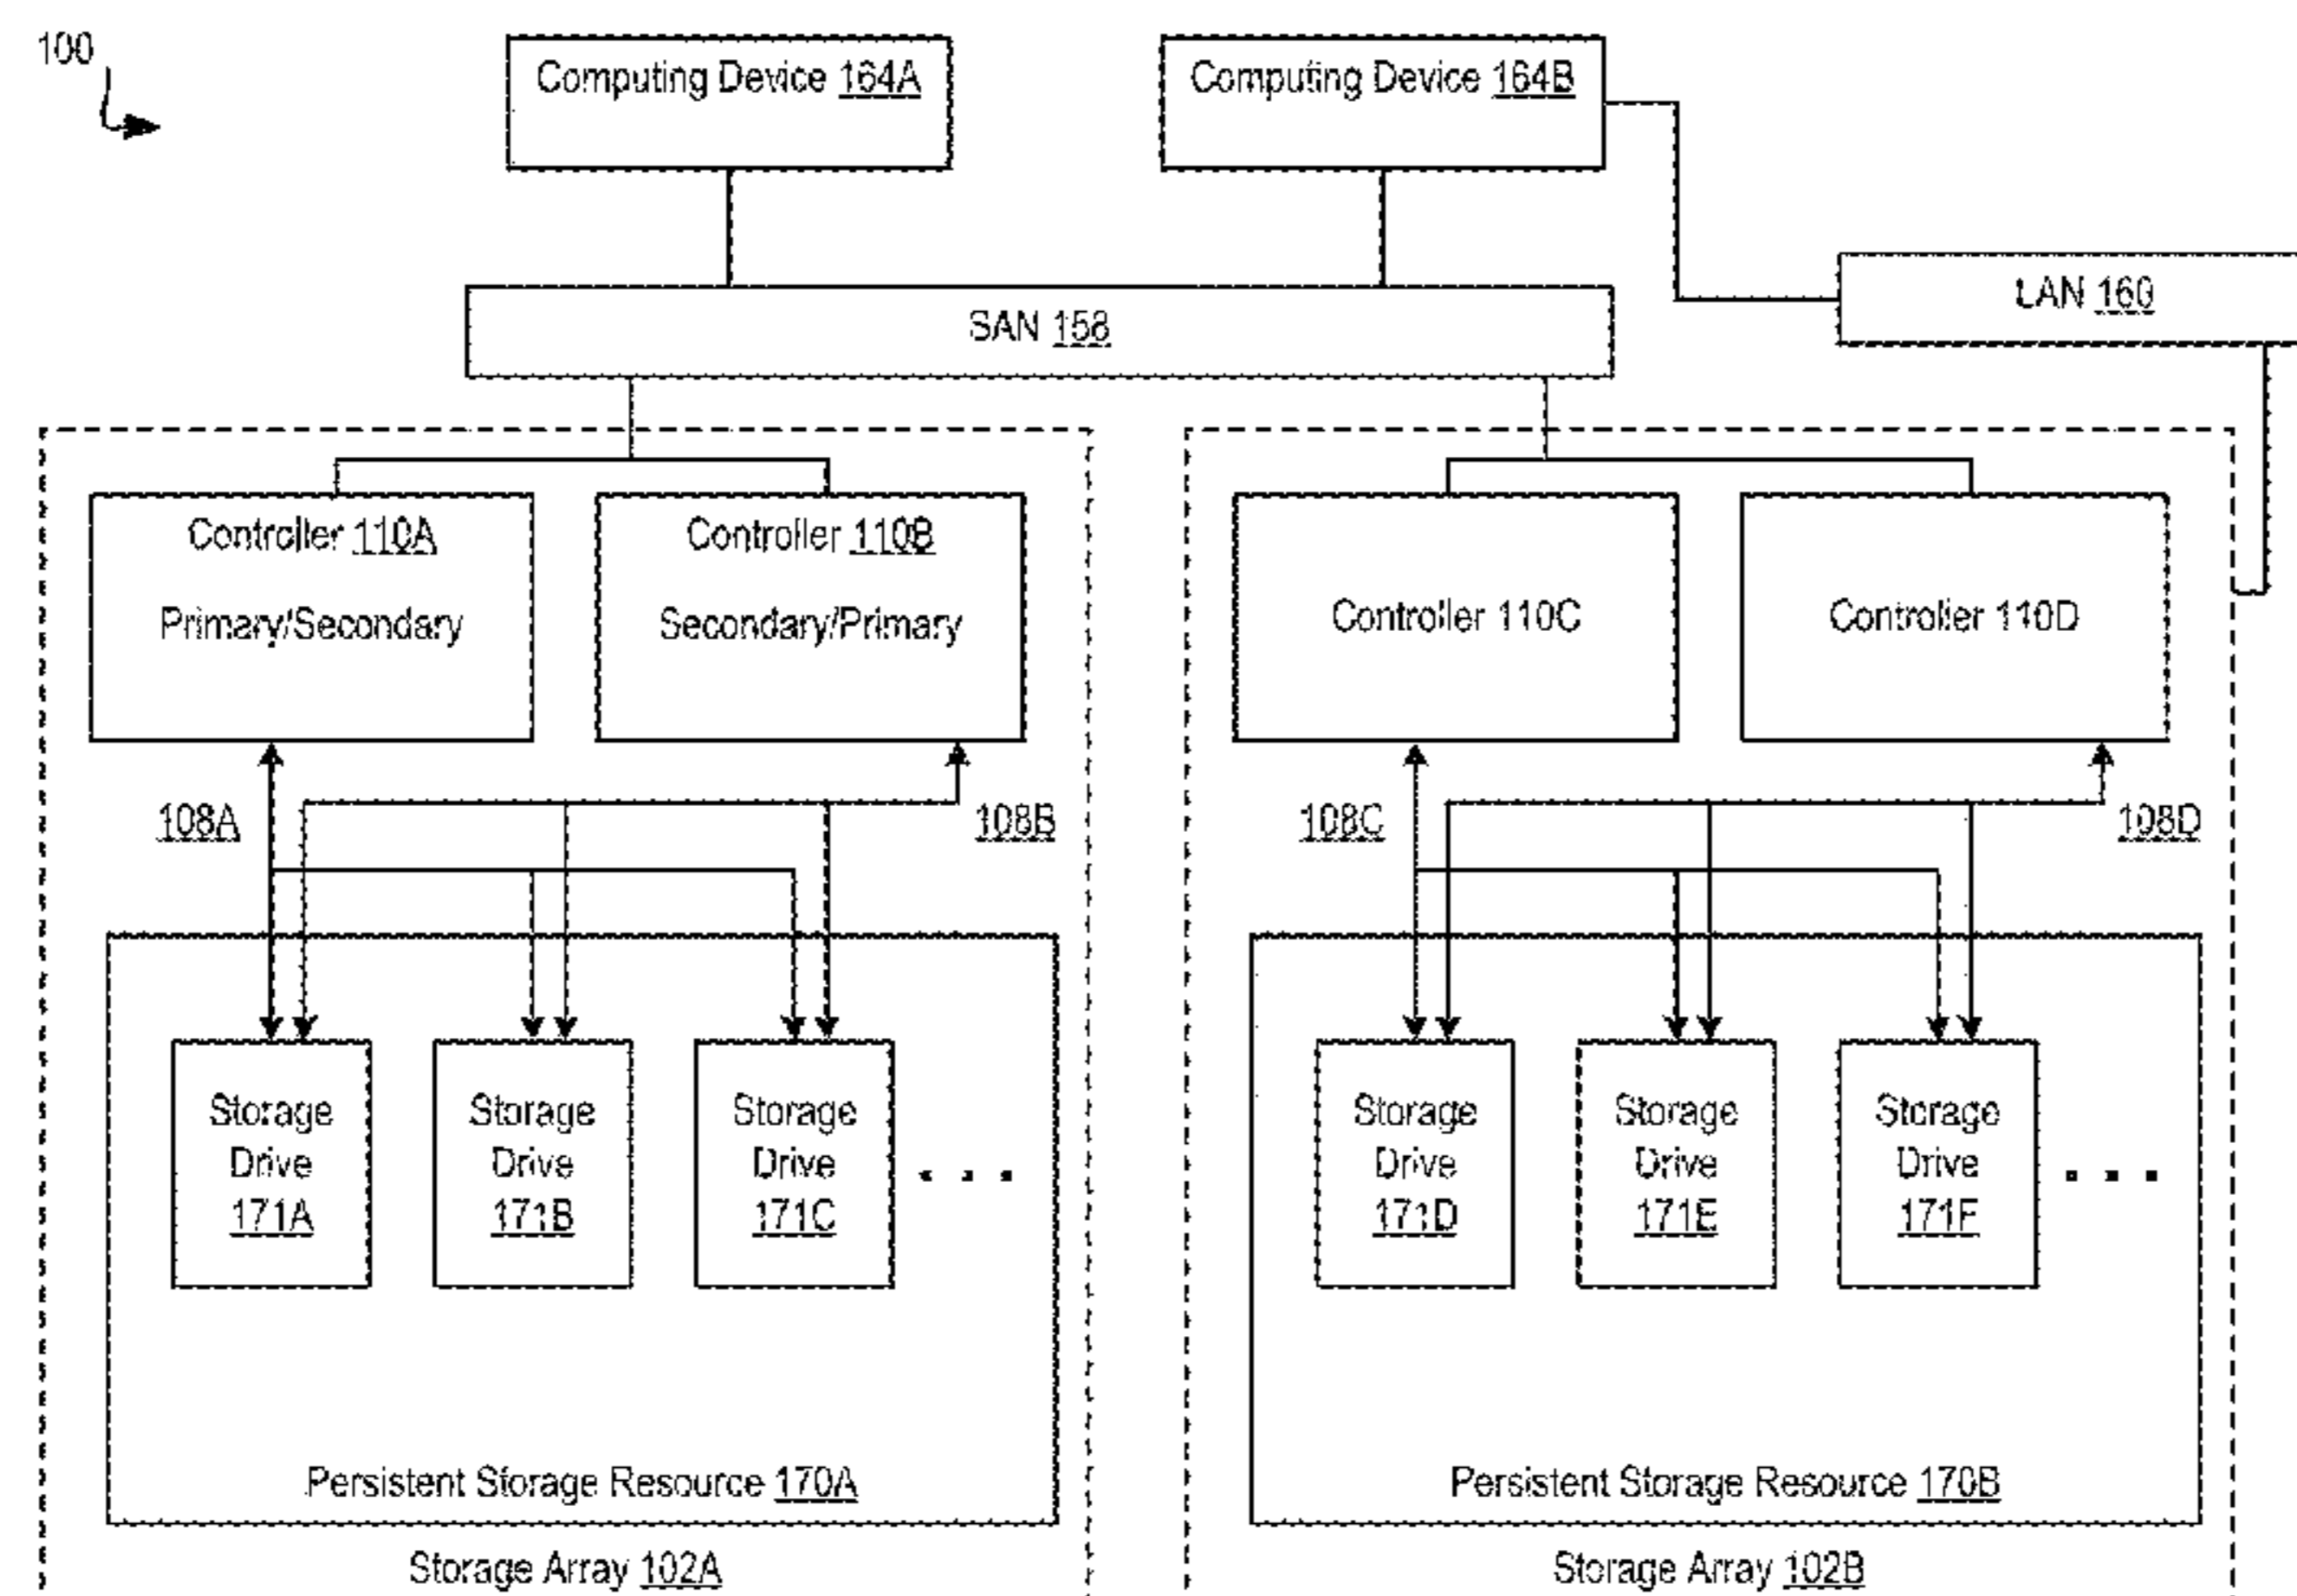 100
Computing Device 164A
Computing Device 164B
LAN 160
SAN 158
Controller 110A
Primary/Secondary
Controller 110B
Secondary/Primary
Controller 110C
Controller 110D
108A
108B
108C
108D
Storage
Drive
171A
Storage
Drive
171B
Storage
Drive
171C
. . .
Storage
Drive
171D
Storage
Drive
171E
Storage
Drive
171F
. . .
Persistent Storage Resource 170A
Persistent Storage Resource 170B
Storage Array 102A
Storage Array 102B